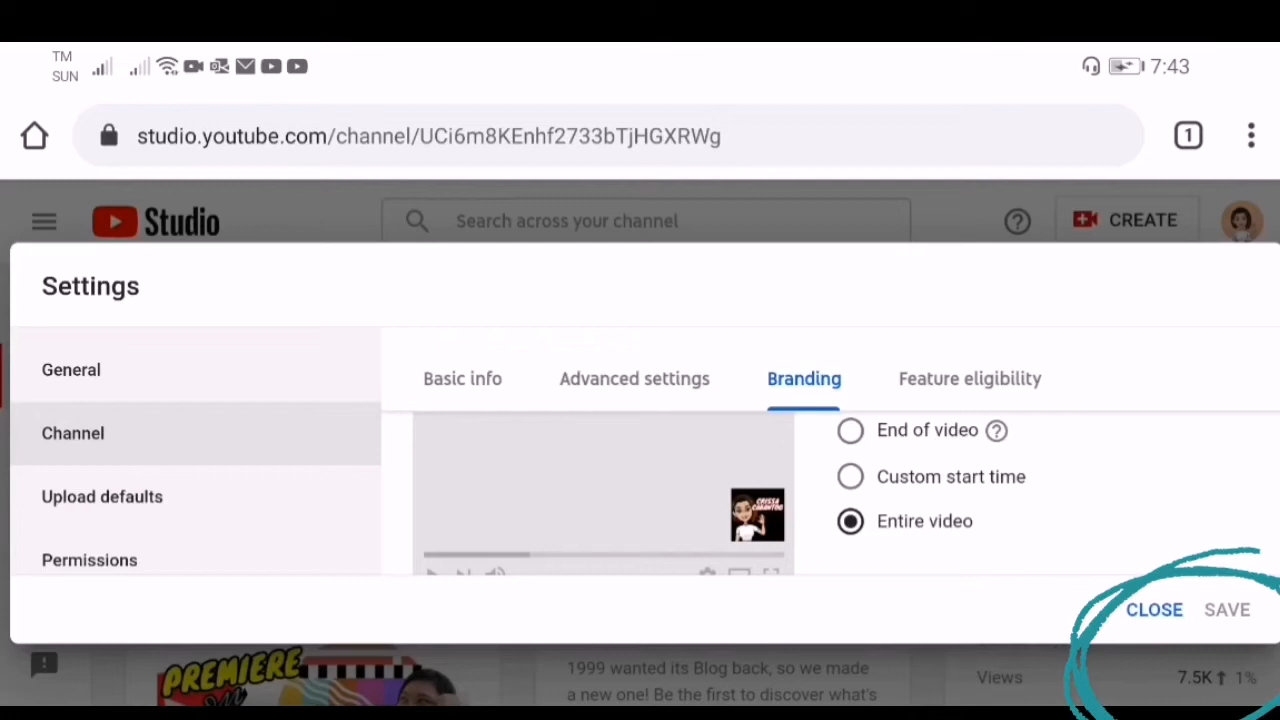 TM
SUN
7:43
studio.youtube.com/channel/UCi6m8KEnhf2733bTjHGXRWg
1
Studio
Search across your channel
CREATE
Settings
General
Channel
Upload defaults
Permissions
Basic info
Advanced settings
Branding
Feature eligibility
CRISSA
CABANTOG
End of video
Custom start time
Entire video
CLOSE
SAVE
PREMIERE
1999 wanted its Blog back, so we made
a new one! Be the first to discover what's
Views
7.5K
1%